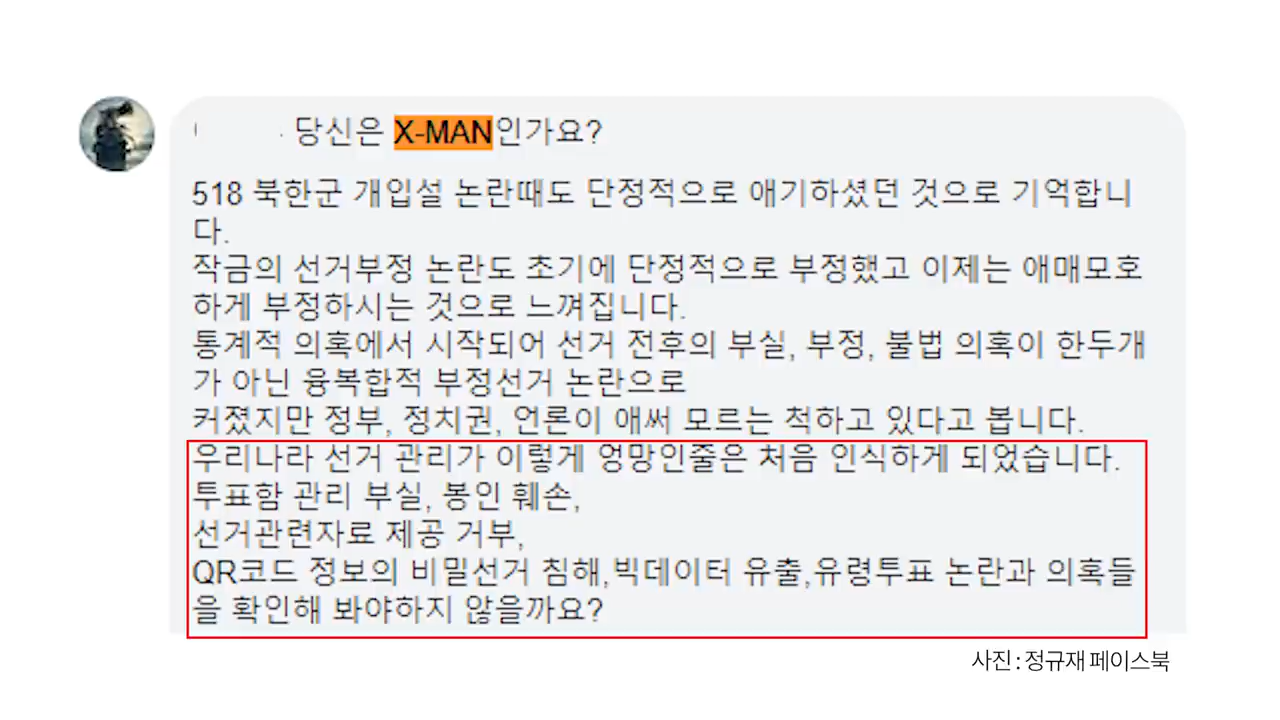 당신은 X-MAN인가요?
518 북한군 개입설 논란때도 단정적으로 애기하셨던 것으로 기억합니
다.
작금의 선거부정 논란도 초기에 단정적으로 부정했고 이제는 애매모호
하게 부정하시는 것으로 느껴집니다.
통계적 의혹에서 시작되어 선거 전후의 부실, 부정, 불법 의혹이 한두개
가 아닌 융복합적 부정선거 논란으로
커졌지만 정부, 정치권, 언론이 애써 모르는 척하고 있다고 봅니다.
우리나라 선거 관리가 이렇게 엉망인줄은 처음 인식하게 되었습니다.
투표함 관리 부실, 봉인 훼손,
선거관련자료 제공 거부,
QR코드 정보의 비밀선거 침해,빅데이터 유출,유령투표 논란과 의혹들
을 확인해 봐야하지 않을까요?
사진 : 정규재 페이스북